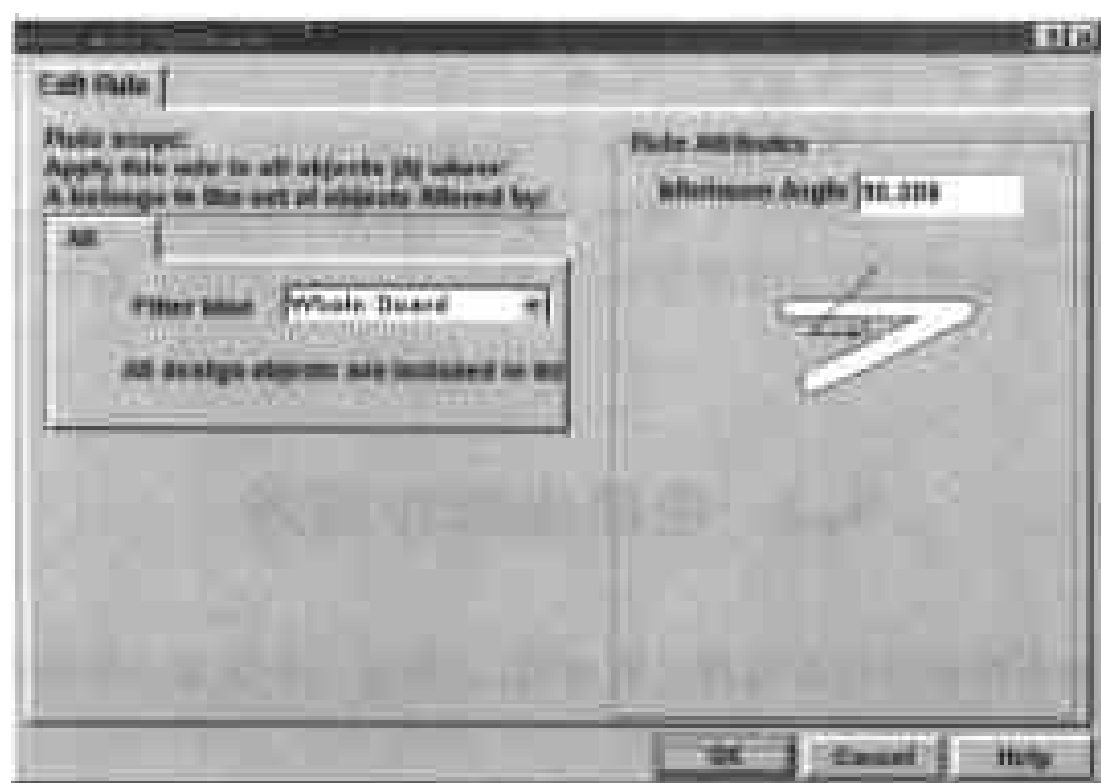 Edit Rule
Rule scope:
Apply this rule to all objects (A) where:
A belongs to the set of objects filtered by:
Rule Attributes
Minimum Angle
All
Filter kind
Whole Board
All design objects are included in
OK
Cancel
Help